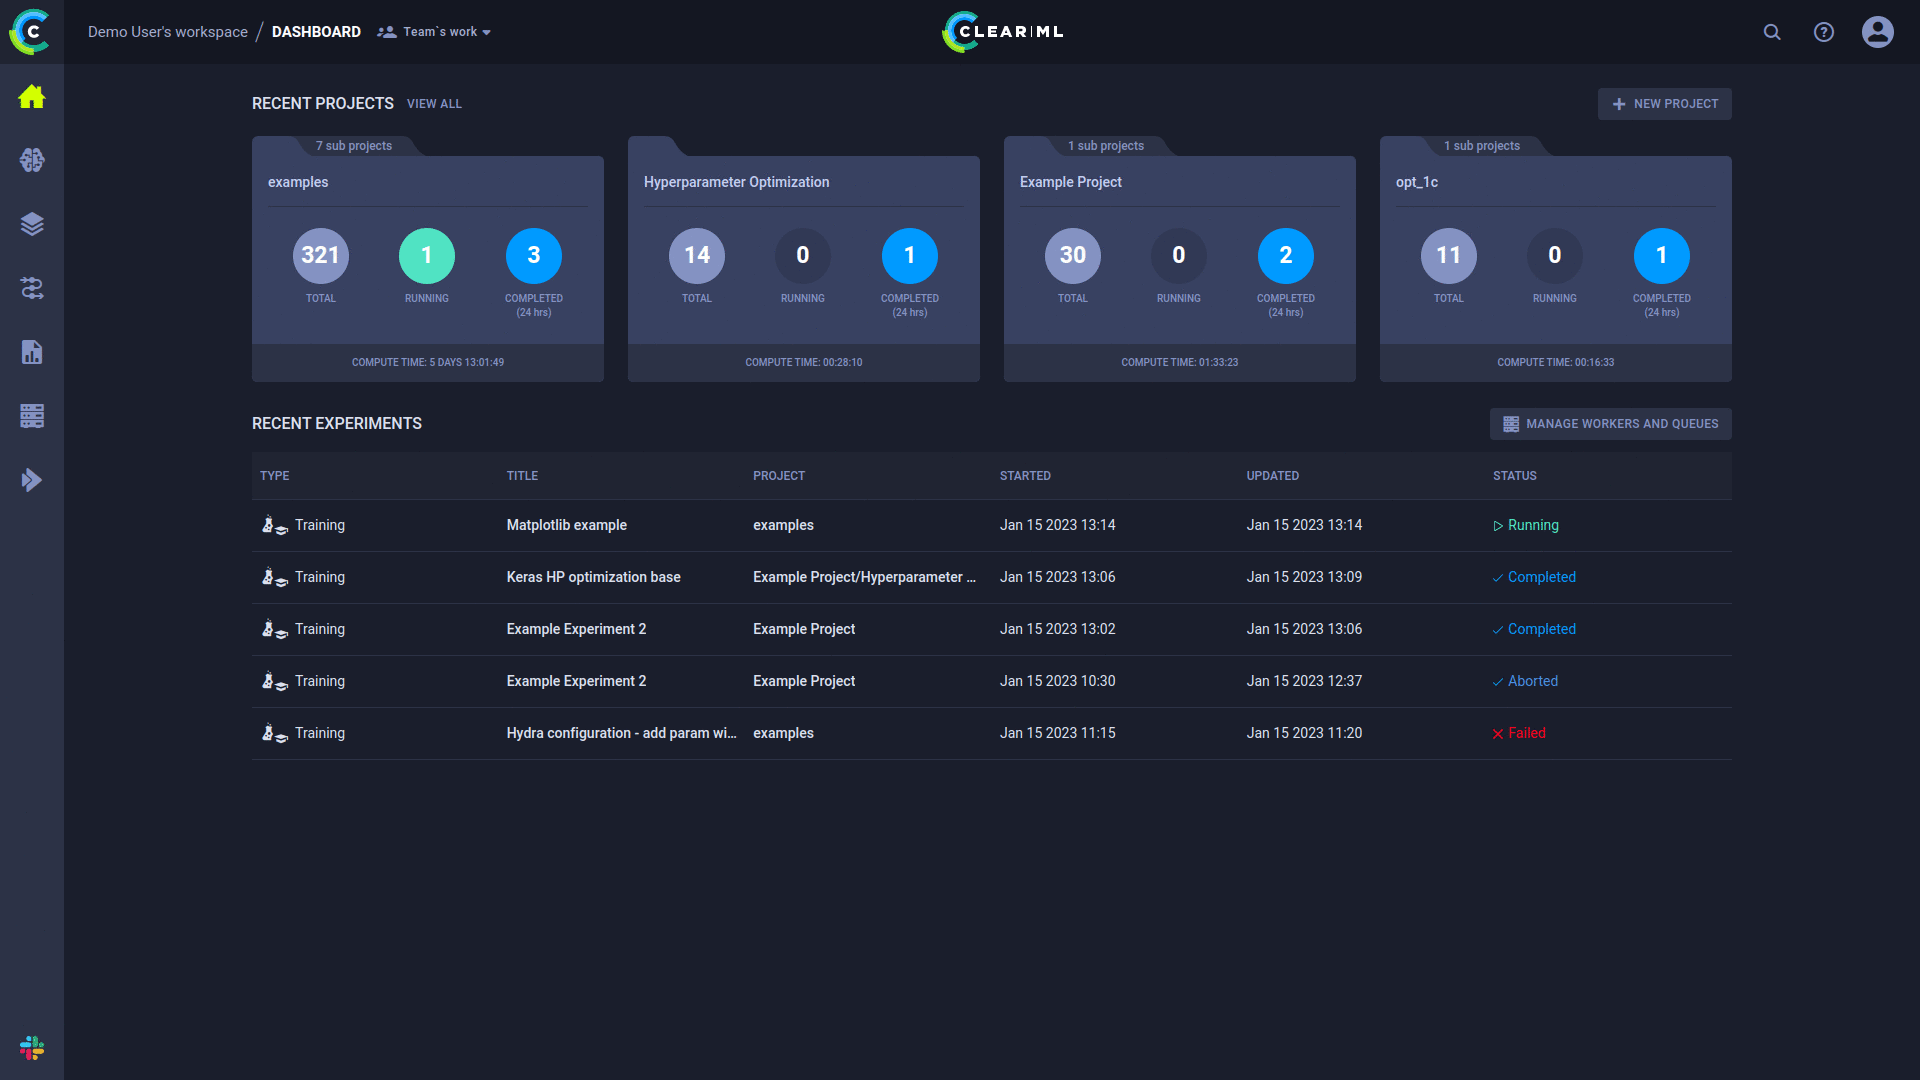 C
Demo User's workspace / DASHBOARD Team`s work
CLEAR|ML
?
RECENT PROJECTS VIEW ALL
NEW PROJECT
7 sub projects
examples
321 1 3
TOTAL RUNNING COMPLETED
(24 hrs)
COMPUTE TIME: 5 DAYS 13:01:49
Hyperparameter Optimization
14 0 1
TOTAL RUNNING COMPLETED
(24 hrs)
COMPUTE TIME: 00:28:10
1 sub projects
Example Project
30 0 2
TOTAL RUNNING COMPLETED
(24 hrs)
COMPUTE TIME: 01:33:23
1 sub projects
opt_1c
11 0 1
TOTAL RUNNING COMPLETED
(24 hrs)
COMPUTE TIME: 00:16:33
RECENT EXPERIMENTS
MANAGE WORKERS AND QUEUES
TYPE TITLE PROJECT STARTED UPDATED STATUS
Training Matplotlib example examples Jan 15 2023 13:14 Jan 15 2023 13:14 Running
Training Keras HP optimization base Example Project/Hyperparameter ... Jan 15 2023 13:06 Jan 15 2023 13:09 Completed
Training Example Experiment 2 Example Project Jan 15 2023 13:02 Jan 15 2023 13:06 Completed
Training Example Experiment 2 Example Project Jan 15 2023 10:30 Jan 15 2023 12:37 Aborted
Training Hydra configuration - add param wi... examples Jan 15 2023 11:15 Jan 15 2023 11:20 Failed